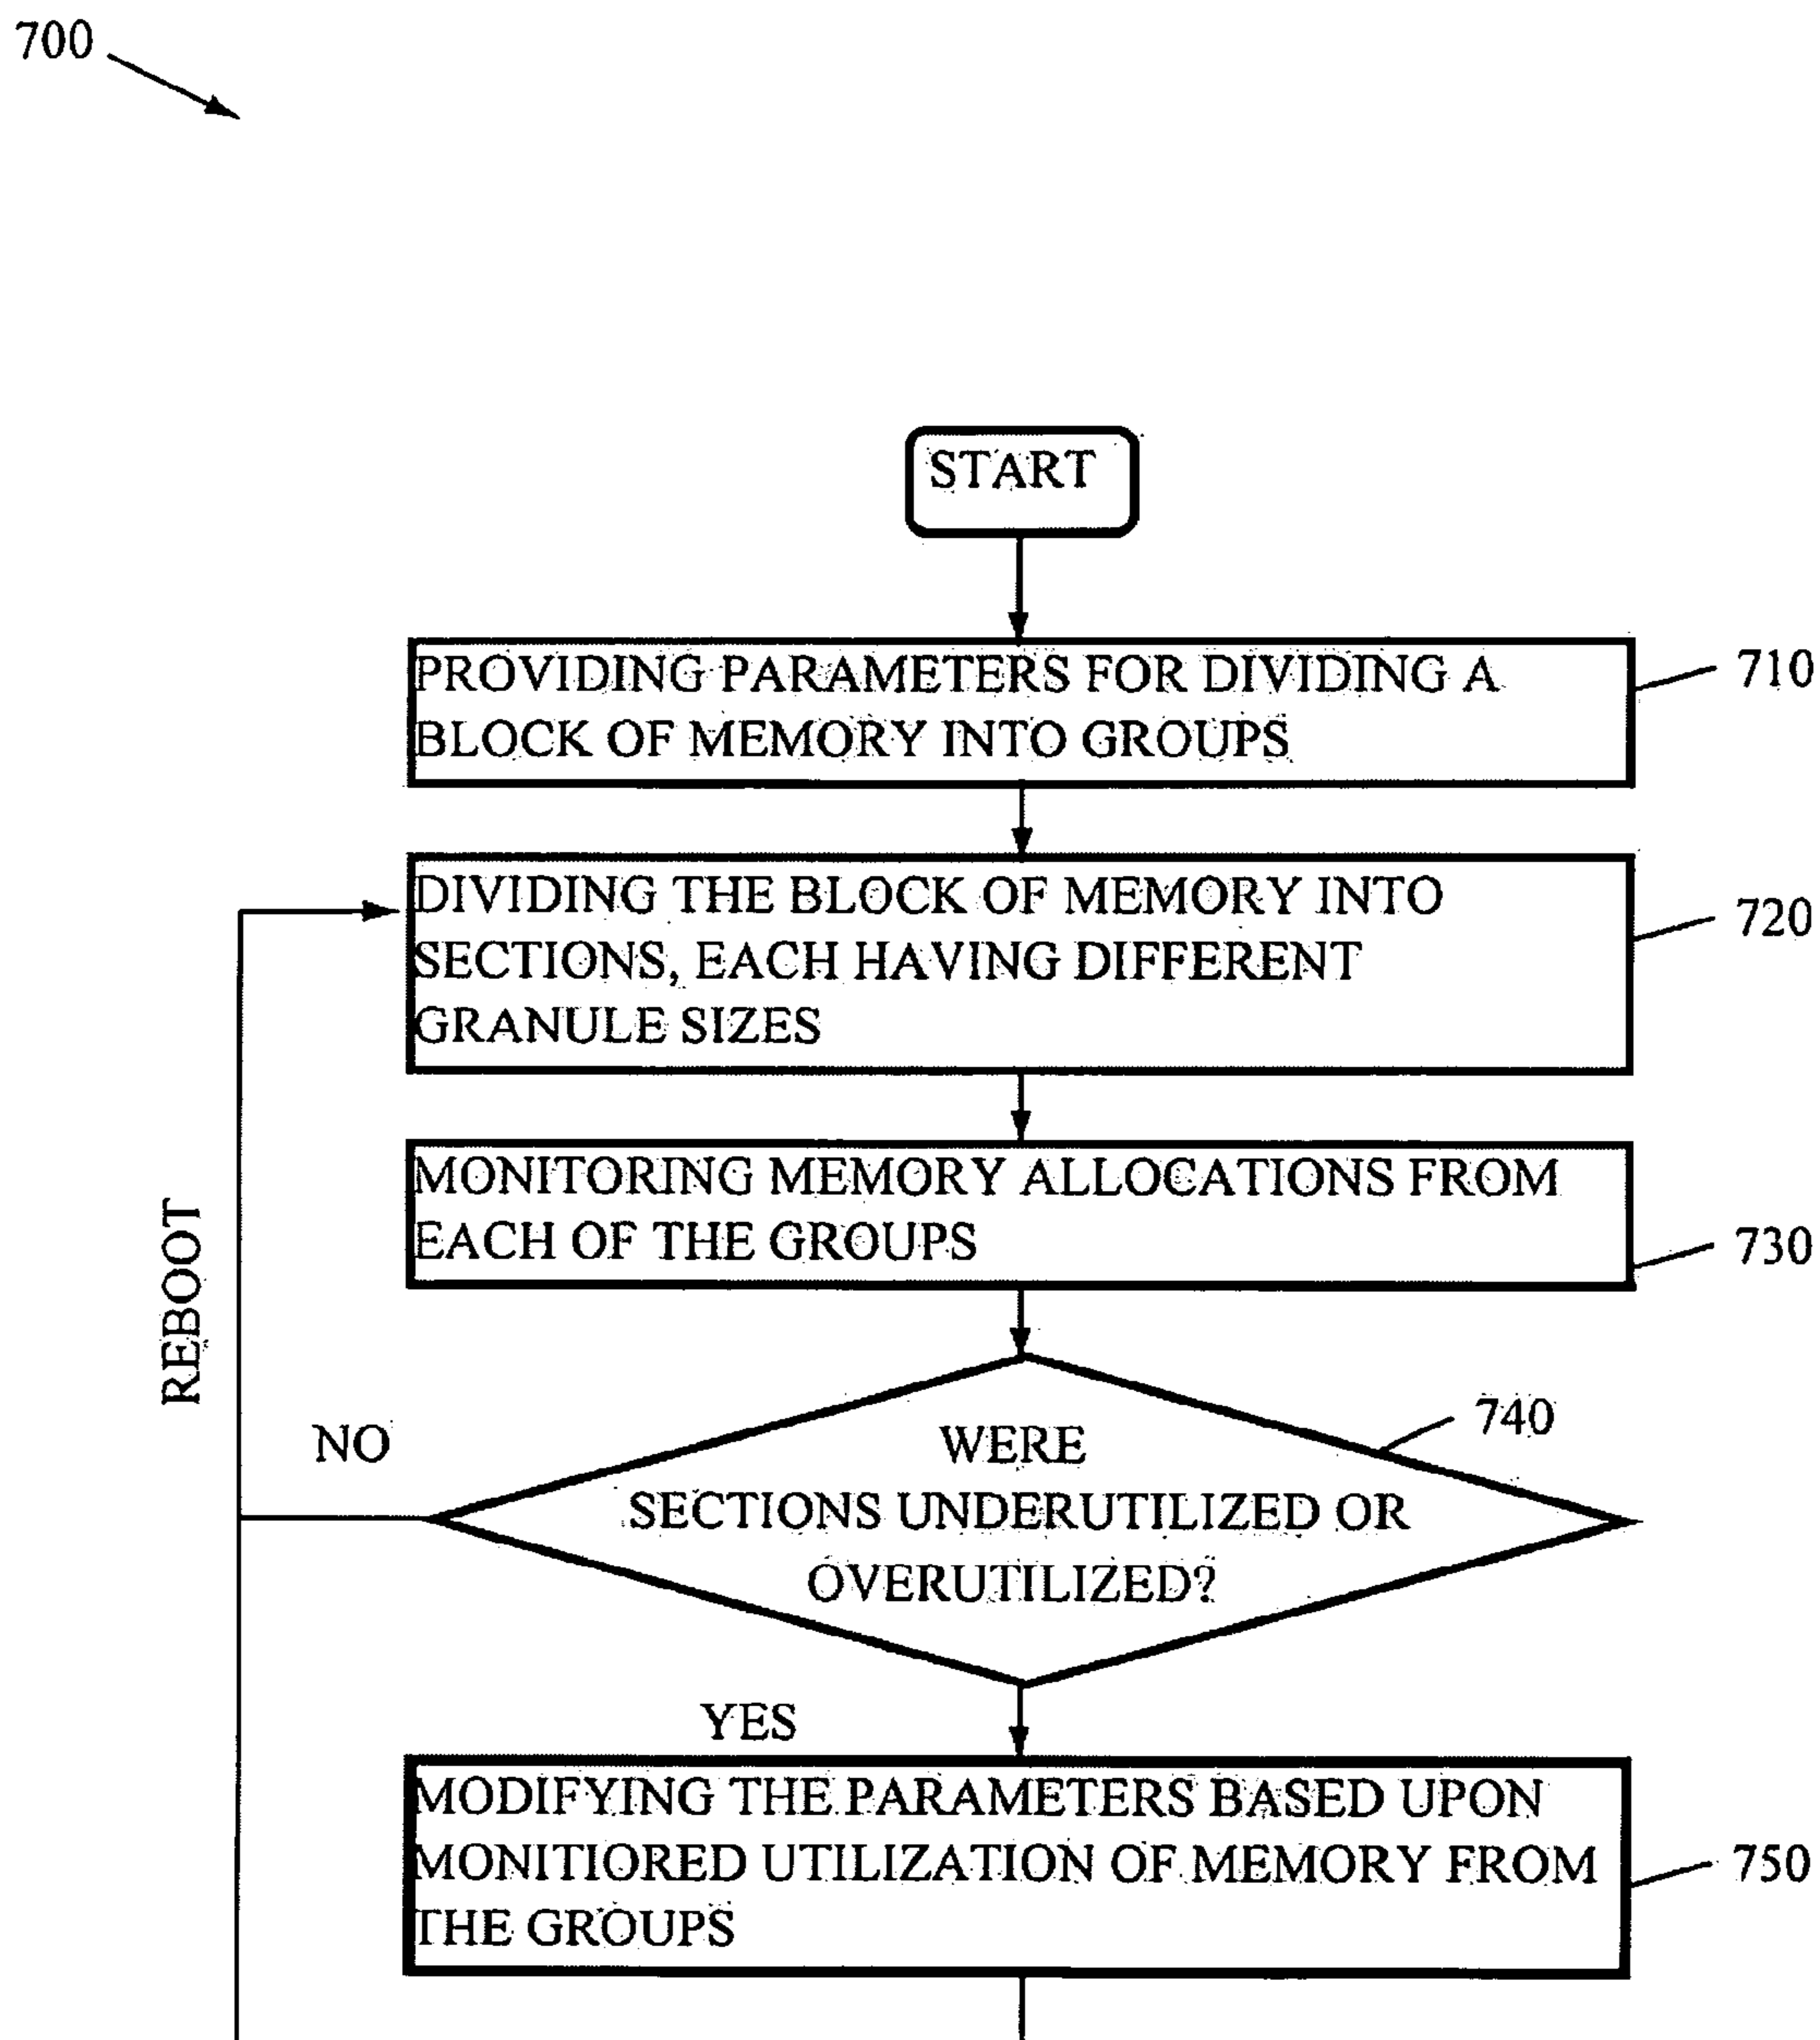 700
START
PROVIDING PARAMETERS FOR DIVIDING A
BLOCK OF MEMORY INTO GROUPS
710
DIVIDING THE BLOCK OF MEMORY INTO
SECTIONS, EACH HAVING DIFFERENT
GRANULE SIZES
720
MONITORING MEMORY ALLOCATIONS FROM
EACH OF THE GROUPS
730
REBOOT
NO
740
WERE
SECTIONS UNDERUTILIZED OR
OVERUTILIZED?
YES
MODIFYING THE PARAMETERS BASED UPON
MONITIORED UTILIZATION OF MEMORY FROM
THE GROUPS
750